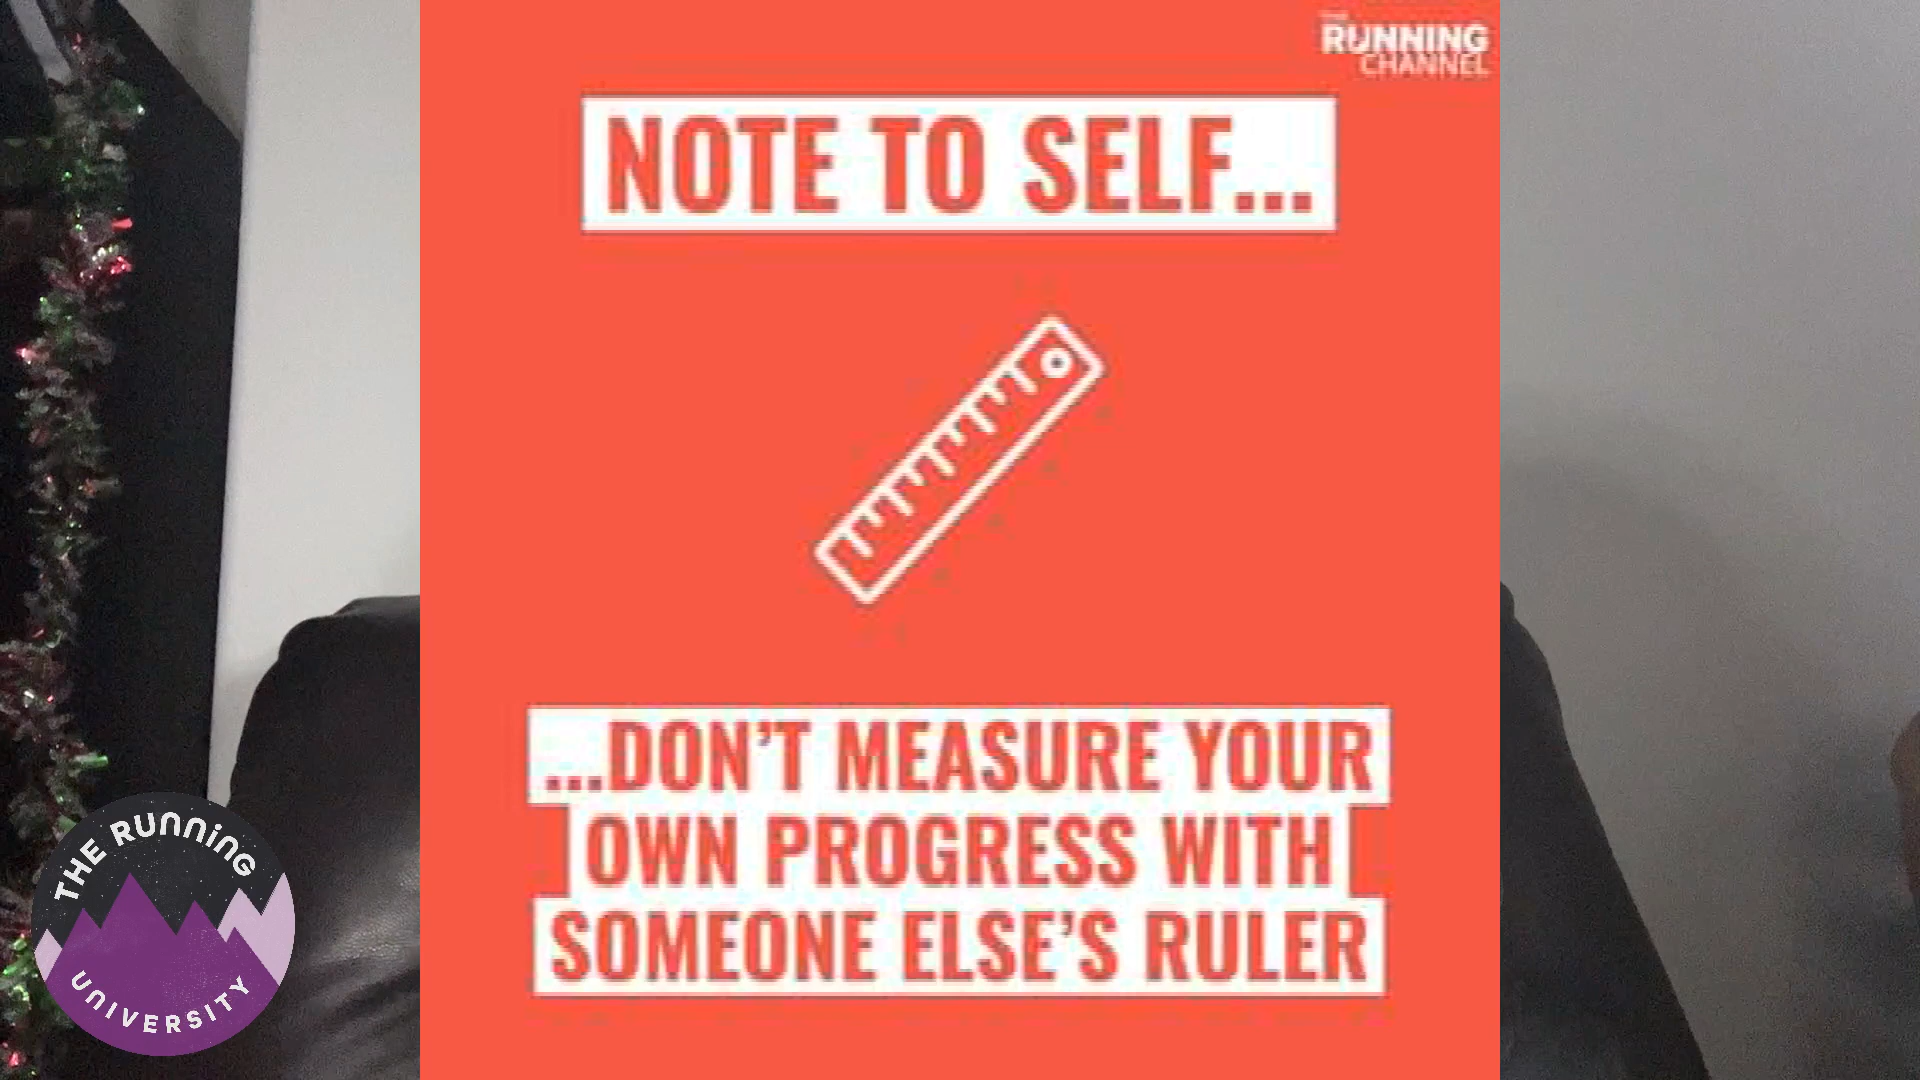 THE
RUNNING
CHANNEL
NOTE TO SELF...
...DON'T MEASURE YOUR
OWN PROGRESS WITH
SOMEONE ELSE'S RULER
THE RUNNING
UNIVERSITY